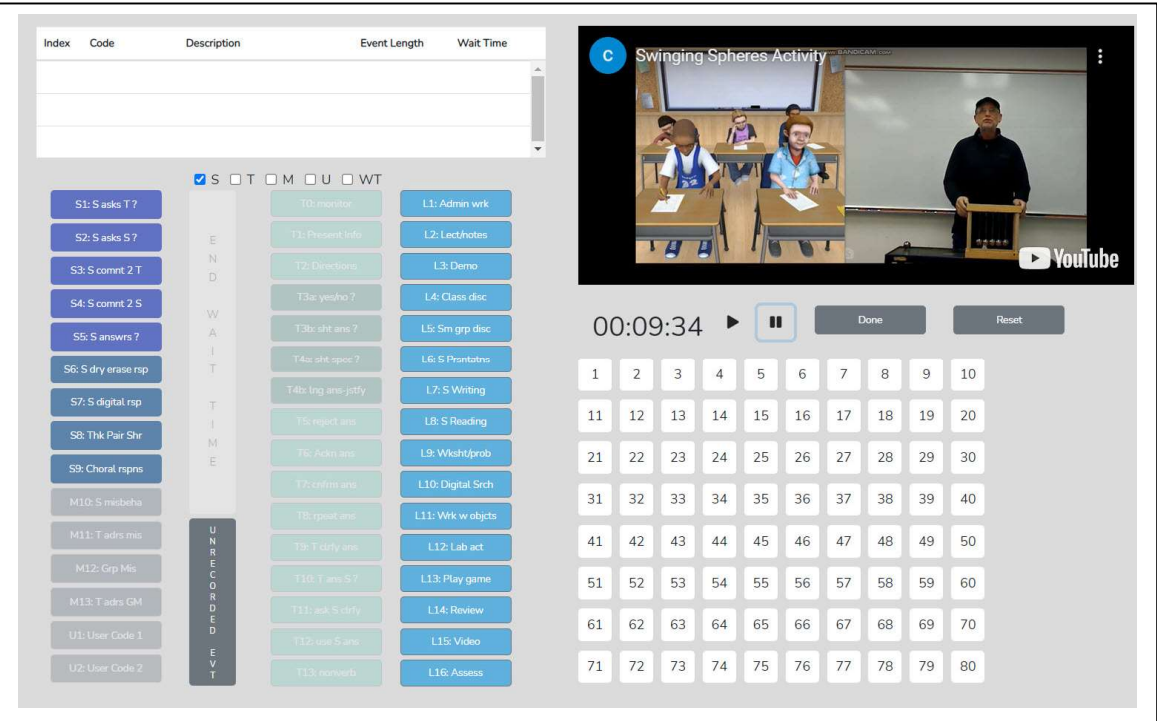 Index Code Description Event Length Wait Time
S T M U WT
S1: S asks T ?
S2: S asks S ?
S3: S comnt 2 T
S4: S comnt 2 S
S5: S answrs ?
S6: S dry erase rsp
S7: S digital rsp
S8: Thk Pair Shr
S9: Choral rspns
M10: S misbeha
M11: T adrs mis
M12: Grp Mis
M13: T adrs GM
U1: User Code 1
U2: User Code 2
END WAIT TIME
UNRECORDED EVT
T0: monitor
T1: Present Info
T2: Directions
T3a: yes/no ?
T3b: sht ans ?
T4a: sht spec ?
T4b: lng ans-jstfy
T5: rejct ans
T6: Ackn ans
T7: cnfrm ans
T8: rpeat ans
T9: T clrfy ans
T10: T ans S ?
T11: ask S clrfy
T12: use S ans
T13: nonverb
L1: Admin wrk
L2: Lect/notes
L3: Demo
L4: Class disc
L5: Sm grp disc
L6: S Prsntatns
L7: S Writing
L8: S Reading
L9: Wksht/prob
L10: Digital Srch
L11: Wrk w objcts
L12: Lab act
L13: Play game
L14: Review
L15: Video
L16: Assess
C Swinging Spheres Activity
YouTube
00:09:34 Done Reset
1 2 3 4 5 6 7 8 9 10
11 12 13 14 15 16 17 18 19 20
21 22 23 24 25 26 27 28 29 30
31 32 33 34 35 36 37 38 39 40
41 42 43 44 45 46 47 48 49 50
51 52 53 54 55 56 57 58 59 60
61 62 63 64 65 66 67 68 69 70
71 72 73 74 75 76 77 78 79 80